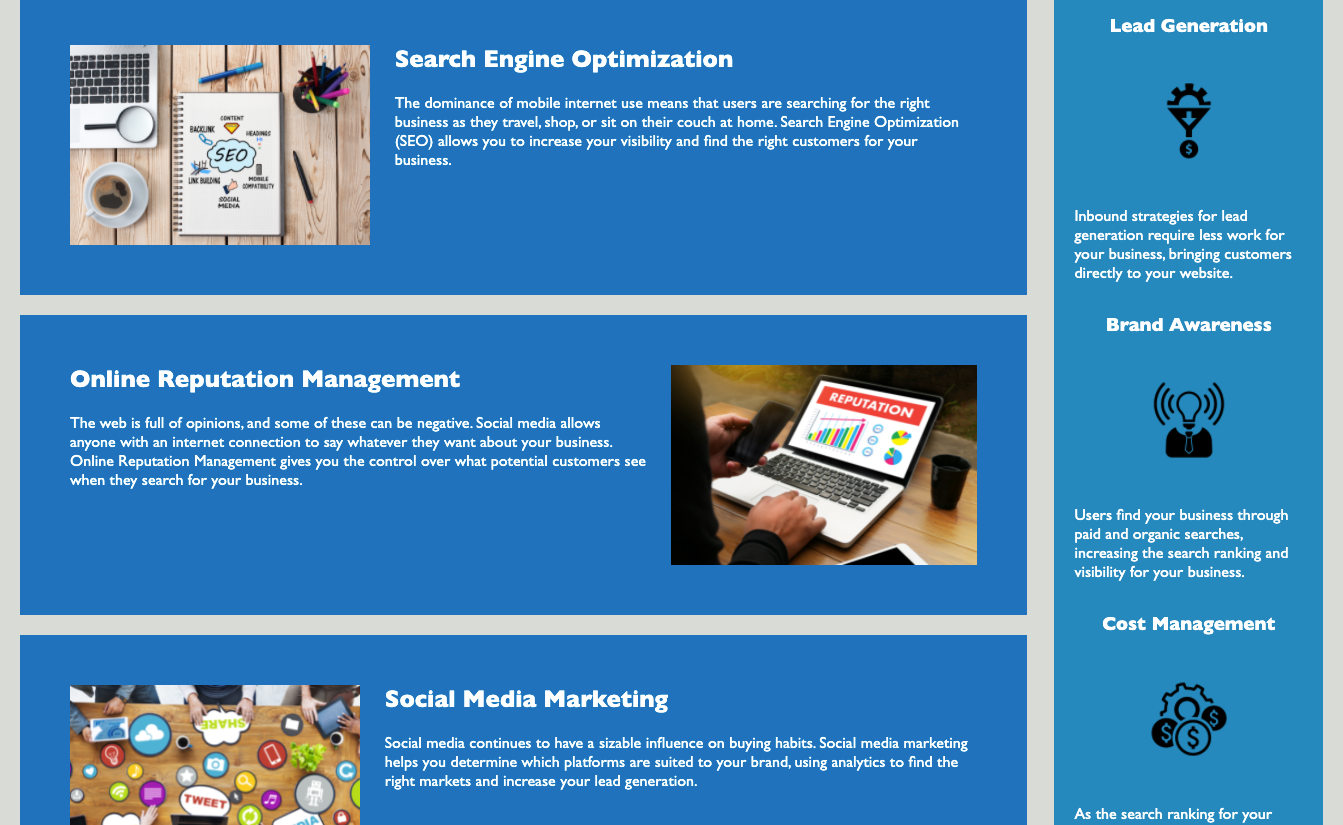 Search Engine Optimization
The dominance of mobile internet use means that users are searching for the right
business as they travel, shop, or sit on their couch at home. Search Engine Optimization
(SEO) allows you to increase your visibility and find the right customers for your
business.
CONTENT
BACKLINK
HEADINGS
SEO
LINK BUILDING
MOBILE
COMPATIBILITY
SOCIAL
MEDIA
Online Reputation Management
The web is full of opinions, and some of these can be negative. Social media allows
anyone with an internet connection to say whatever they want about your business.
Online Reputation Management gives you the control over what potential customers see
when they search for your business.
REPUTATION
Social Media Marketing
Social media continues to have a sizable influence on buying habits. Social media marketing
helps you determine which platforms are suited to your brand, using analytics to find the
right markets and increase your lead generation.
SHARE
TWEET
Lead Generation
$
Inbound strategies for lead
generation require less work for
your business, bringing customers
directly to your website.
Brand Awareness
Users find your business through
paid and organic searches,
increasing the search ranking and
visibility for your business.
Cost Management
$ $ $
As the search ranking for your